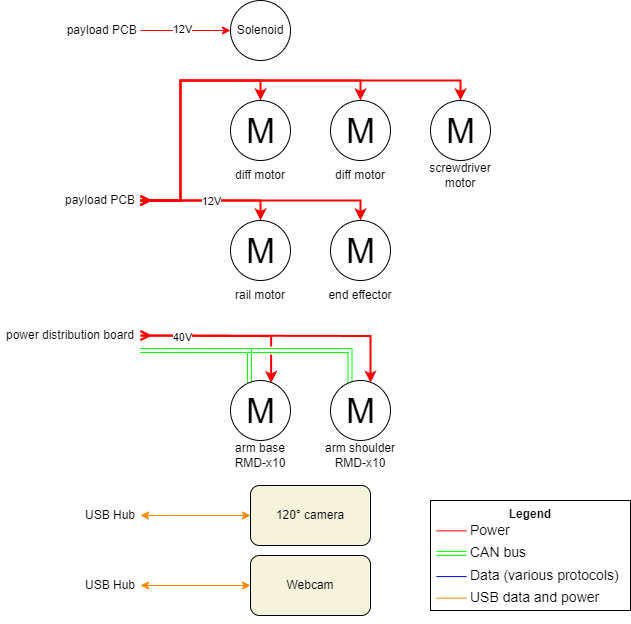 payload PCB
12V
Solenoid
M
M
M
diff motor
diff motor
screwdriver
motor
payload PCB
12V
M
M
rail motor
end effector
power distribution board
40V
M
M
arm base
RMD-x10
arm shoulder
RMD-x10
USB Hub
120° camera
USB Hub
Webcam
Legend
Power
CAN bus
Data (various protocols)
USB data and power